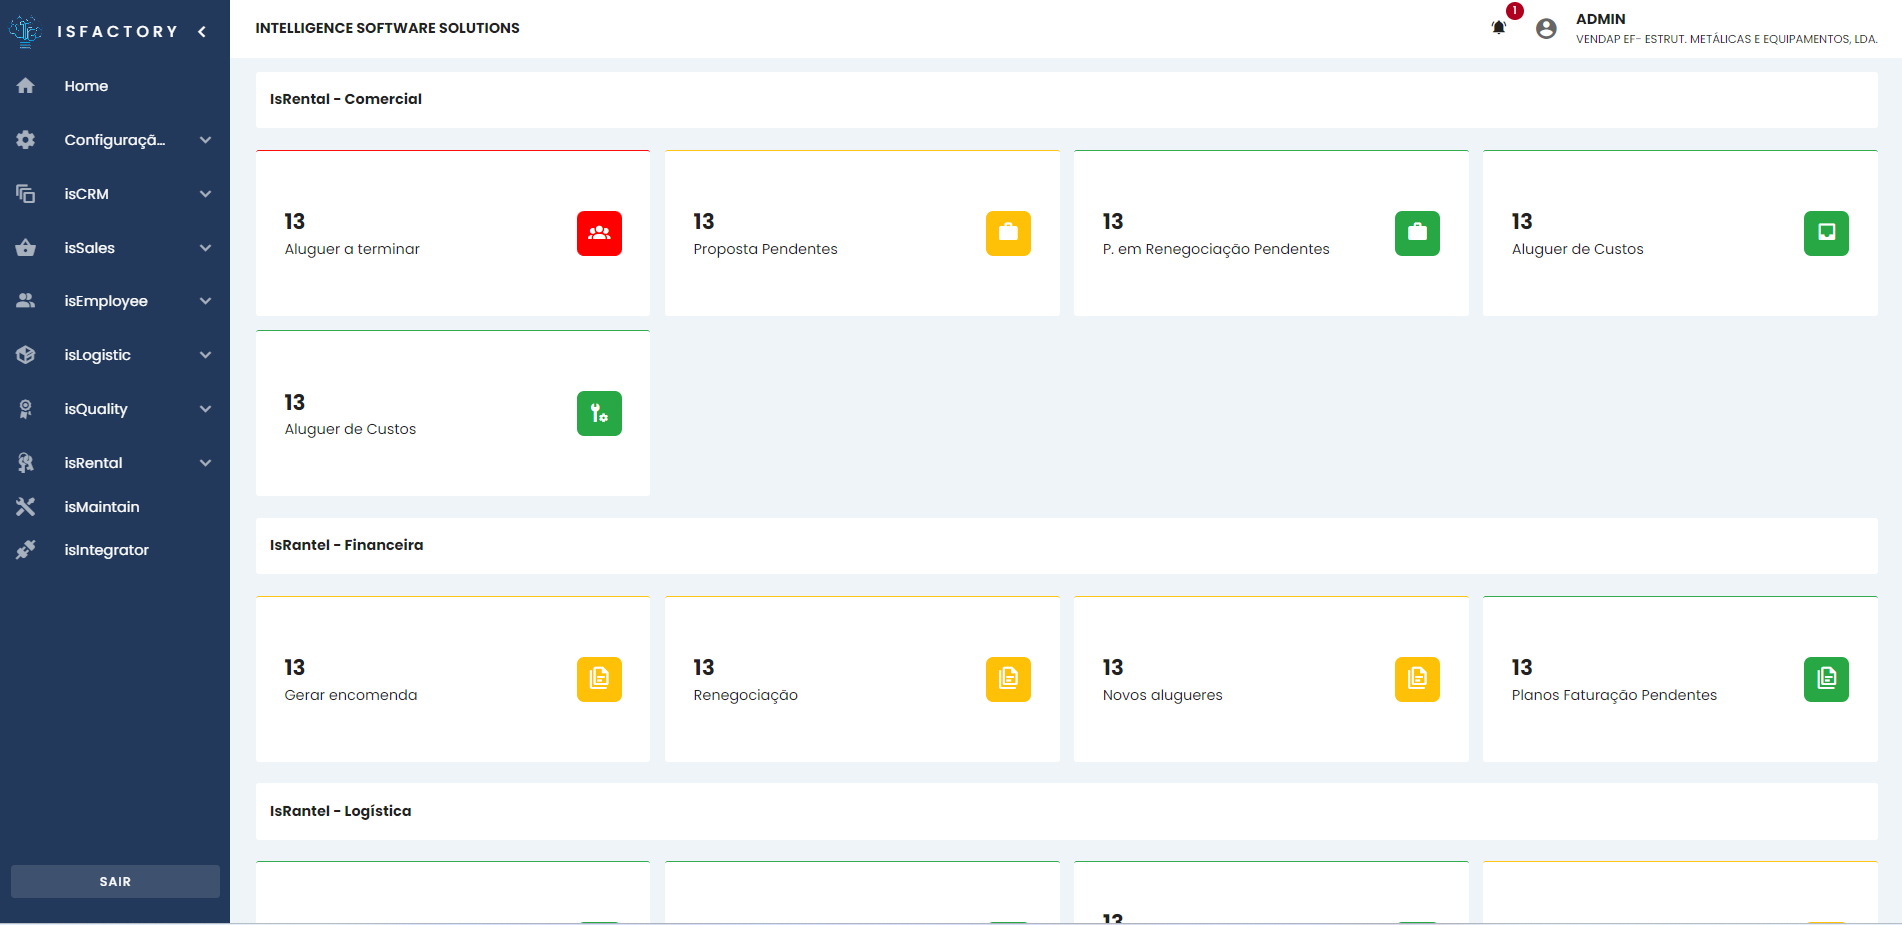 ISFACTORY
INTELLIGENCE SOFTWARE SOLUTIONS
1
ADMIN
VENDAP EF- ESTRUT. METÁLICAS E EQUIPAMENTOS, LDA.
Home
Configuraçã...
isCRM
isSales
isEmployee
isLogistic
isQuality
isRental
isMaintain
isIntegrator
SAIR
IsRental - Comercial
13
Aluguer a terminar
13
Proposta Pendentes
13
P. em Renegociação Pendentes
13
Aluguer de Custos
13
Aluguer de Custos
IsRantel - Financeira
13
Gerar encomenda
13
Renegociação
13
Novos alugueres
13
Planos Faturação Pendentes
IsRantel - Logística
13